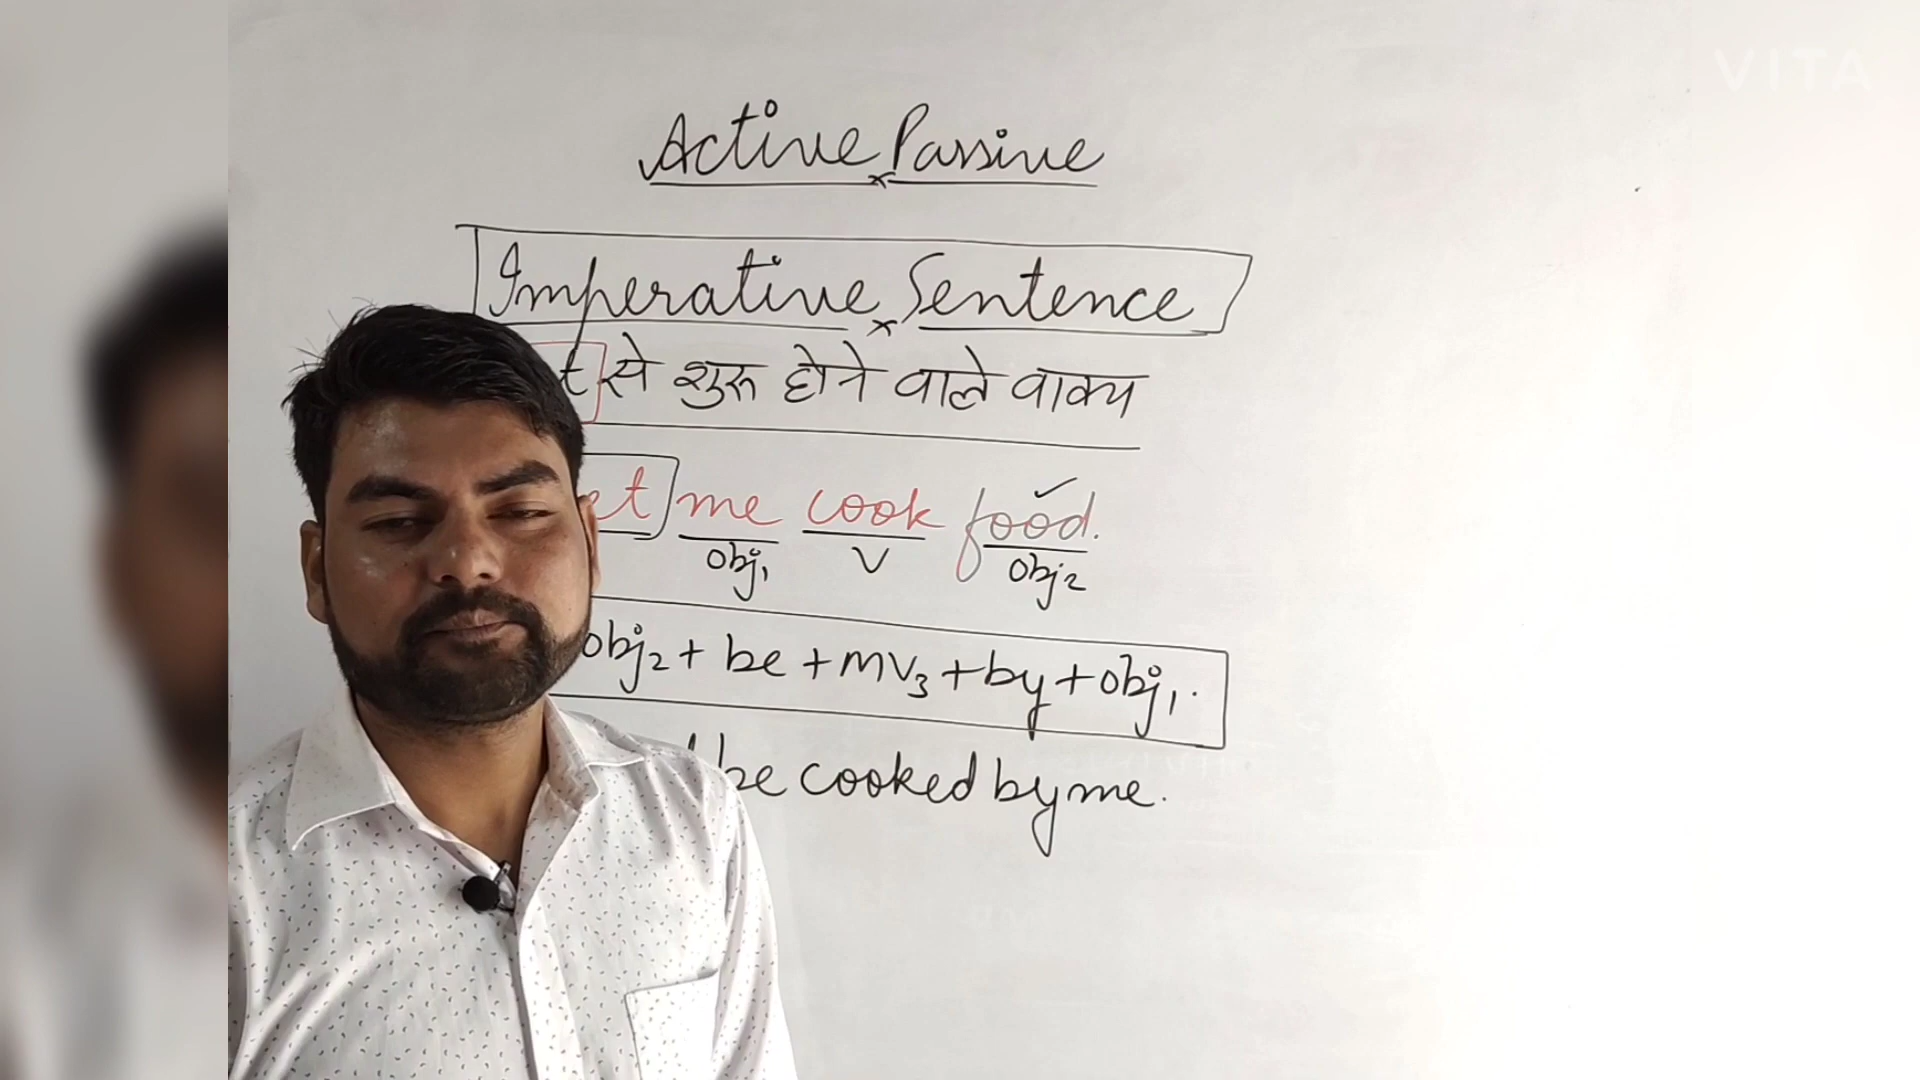 VITA
Active Passive
Imperative Sentence
से शुरू होने वाले वाक्य
me cook food.
obj1 V obj2
obj2 + be + mv3 + by + obj1.
be cooked by me.